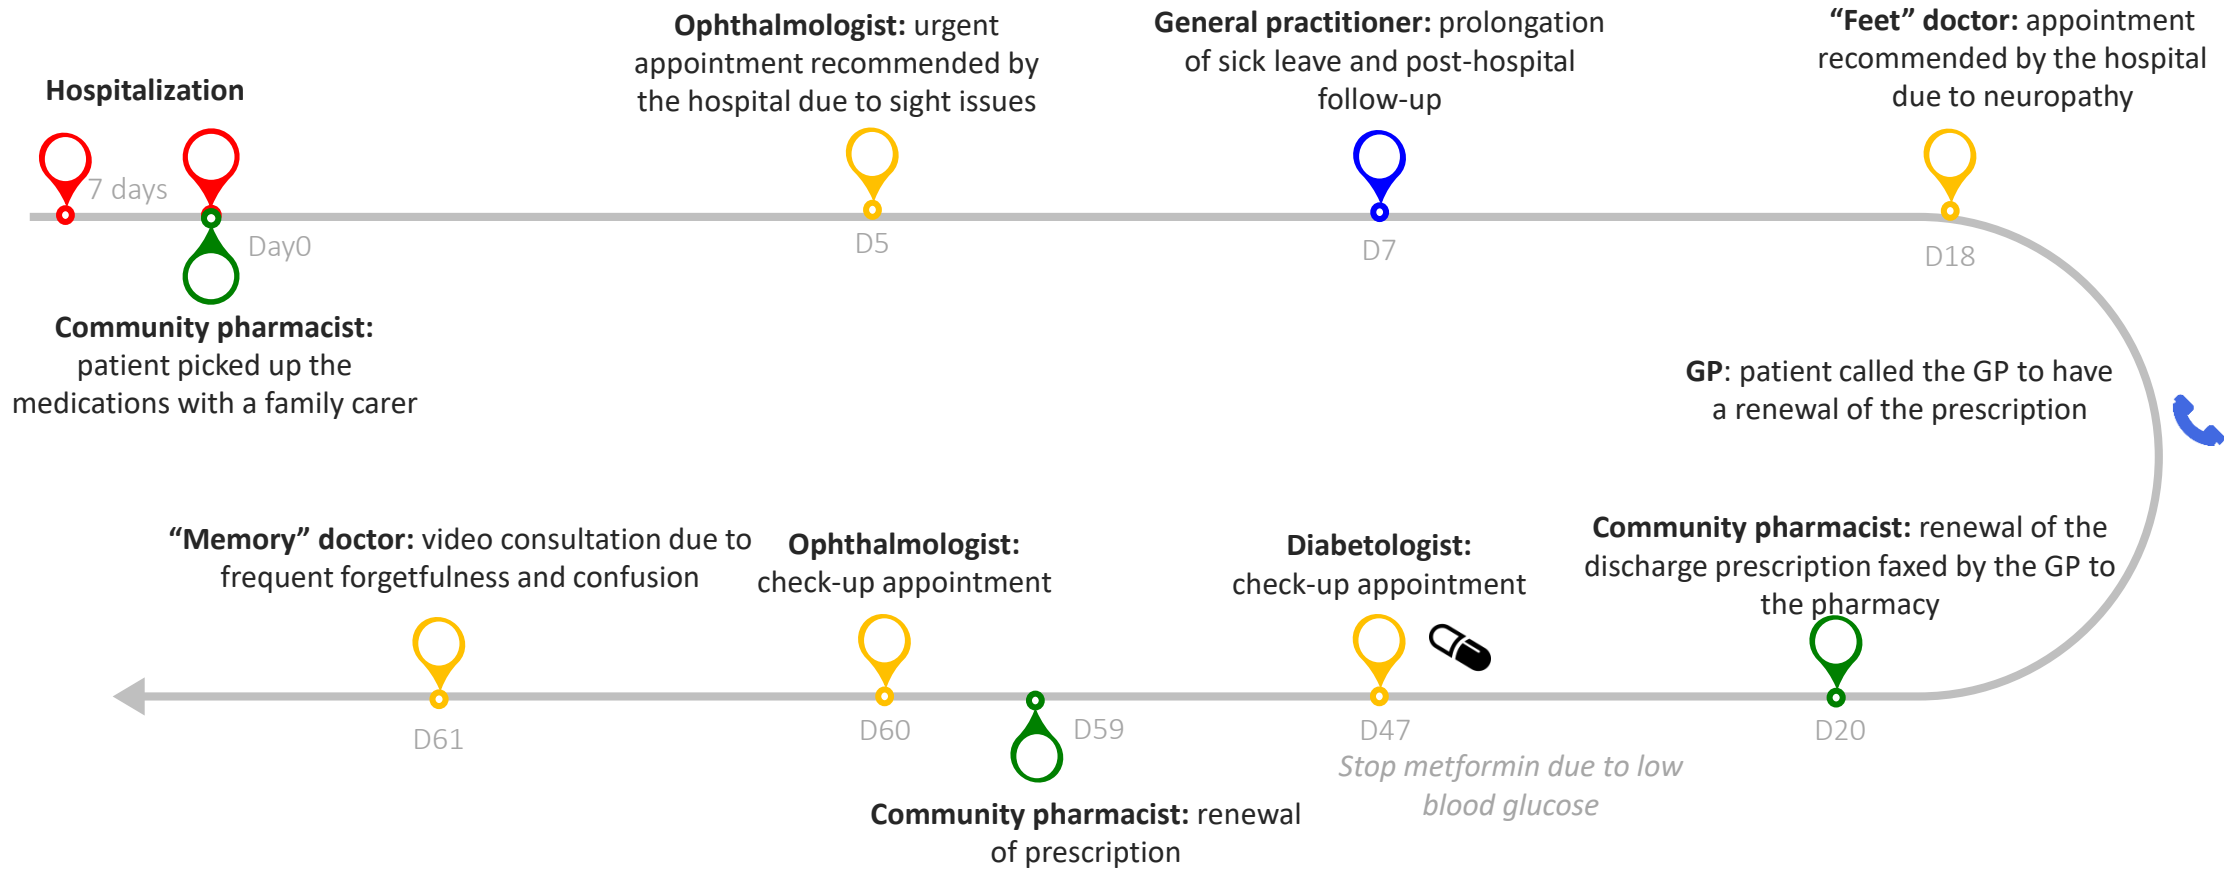 Hospitalization
7 days
Day0
Community pharmacist:
patient picked up the
medications with a family carer
Ophthalmologist: urgent
appointment recommended by
the hospital due to sight issues
D5
General practitioner: prolongation
of sick leave and post-hospital
follow-up
D7
“Feet” doctor: appointment
recommended by the hospital
due to neuropathy
D18
GP: patient called the GP to have
a renewal of the prescription
Community pharmacist: renewal of the
discharge prescription faxed by the GP to
the pharmacy
D20
Diabetologist:
check-up appointment
D47
Stop metformin due to low
blood glucose
D59
Community pharmacist: renewal
of prescription
Ophthalmologist:
check-up appointment
D60
“Memory” doctor: video consultation due to
frequent forgetfulness and confusion
D61